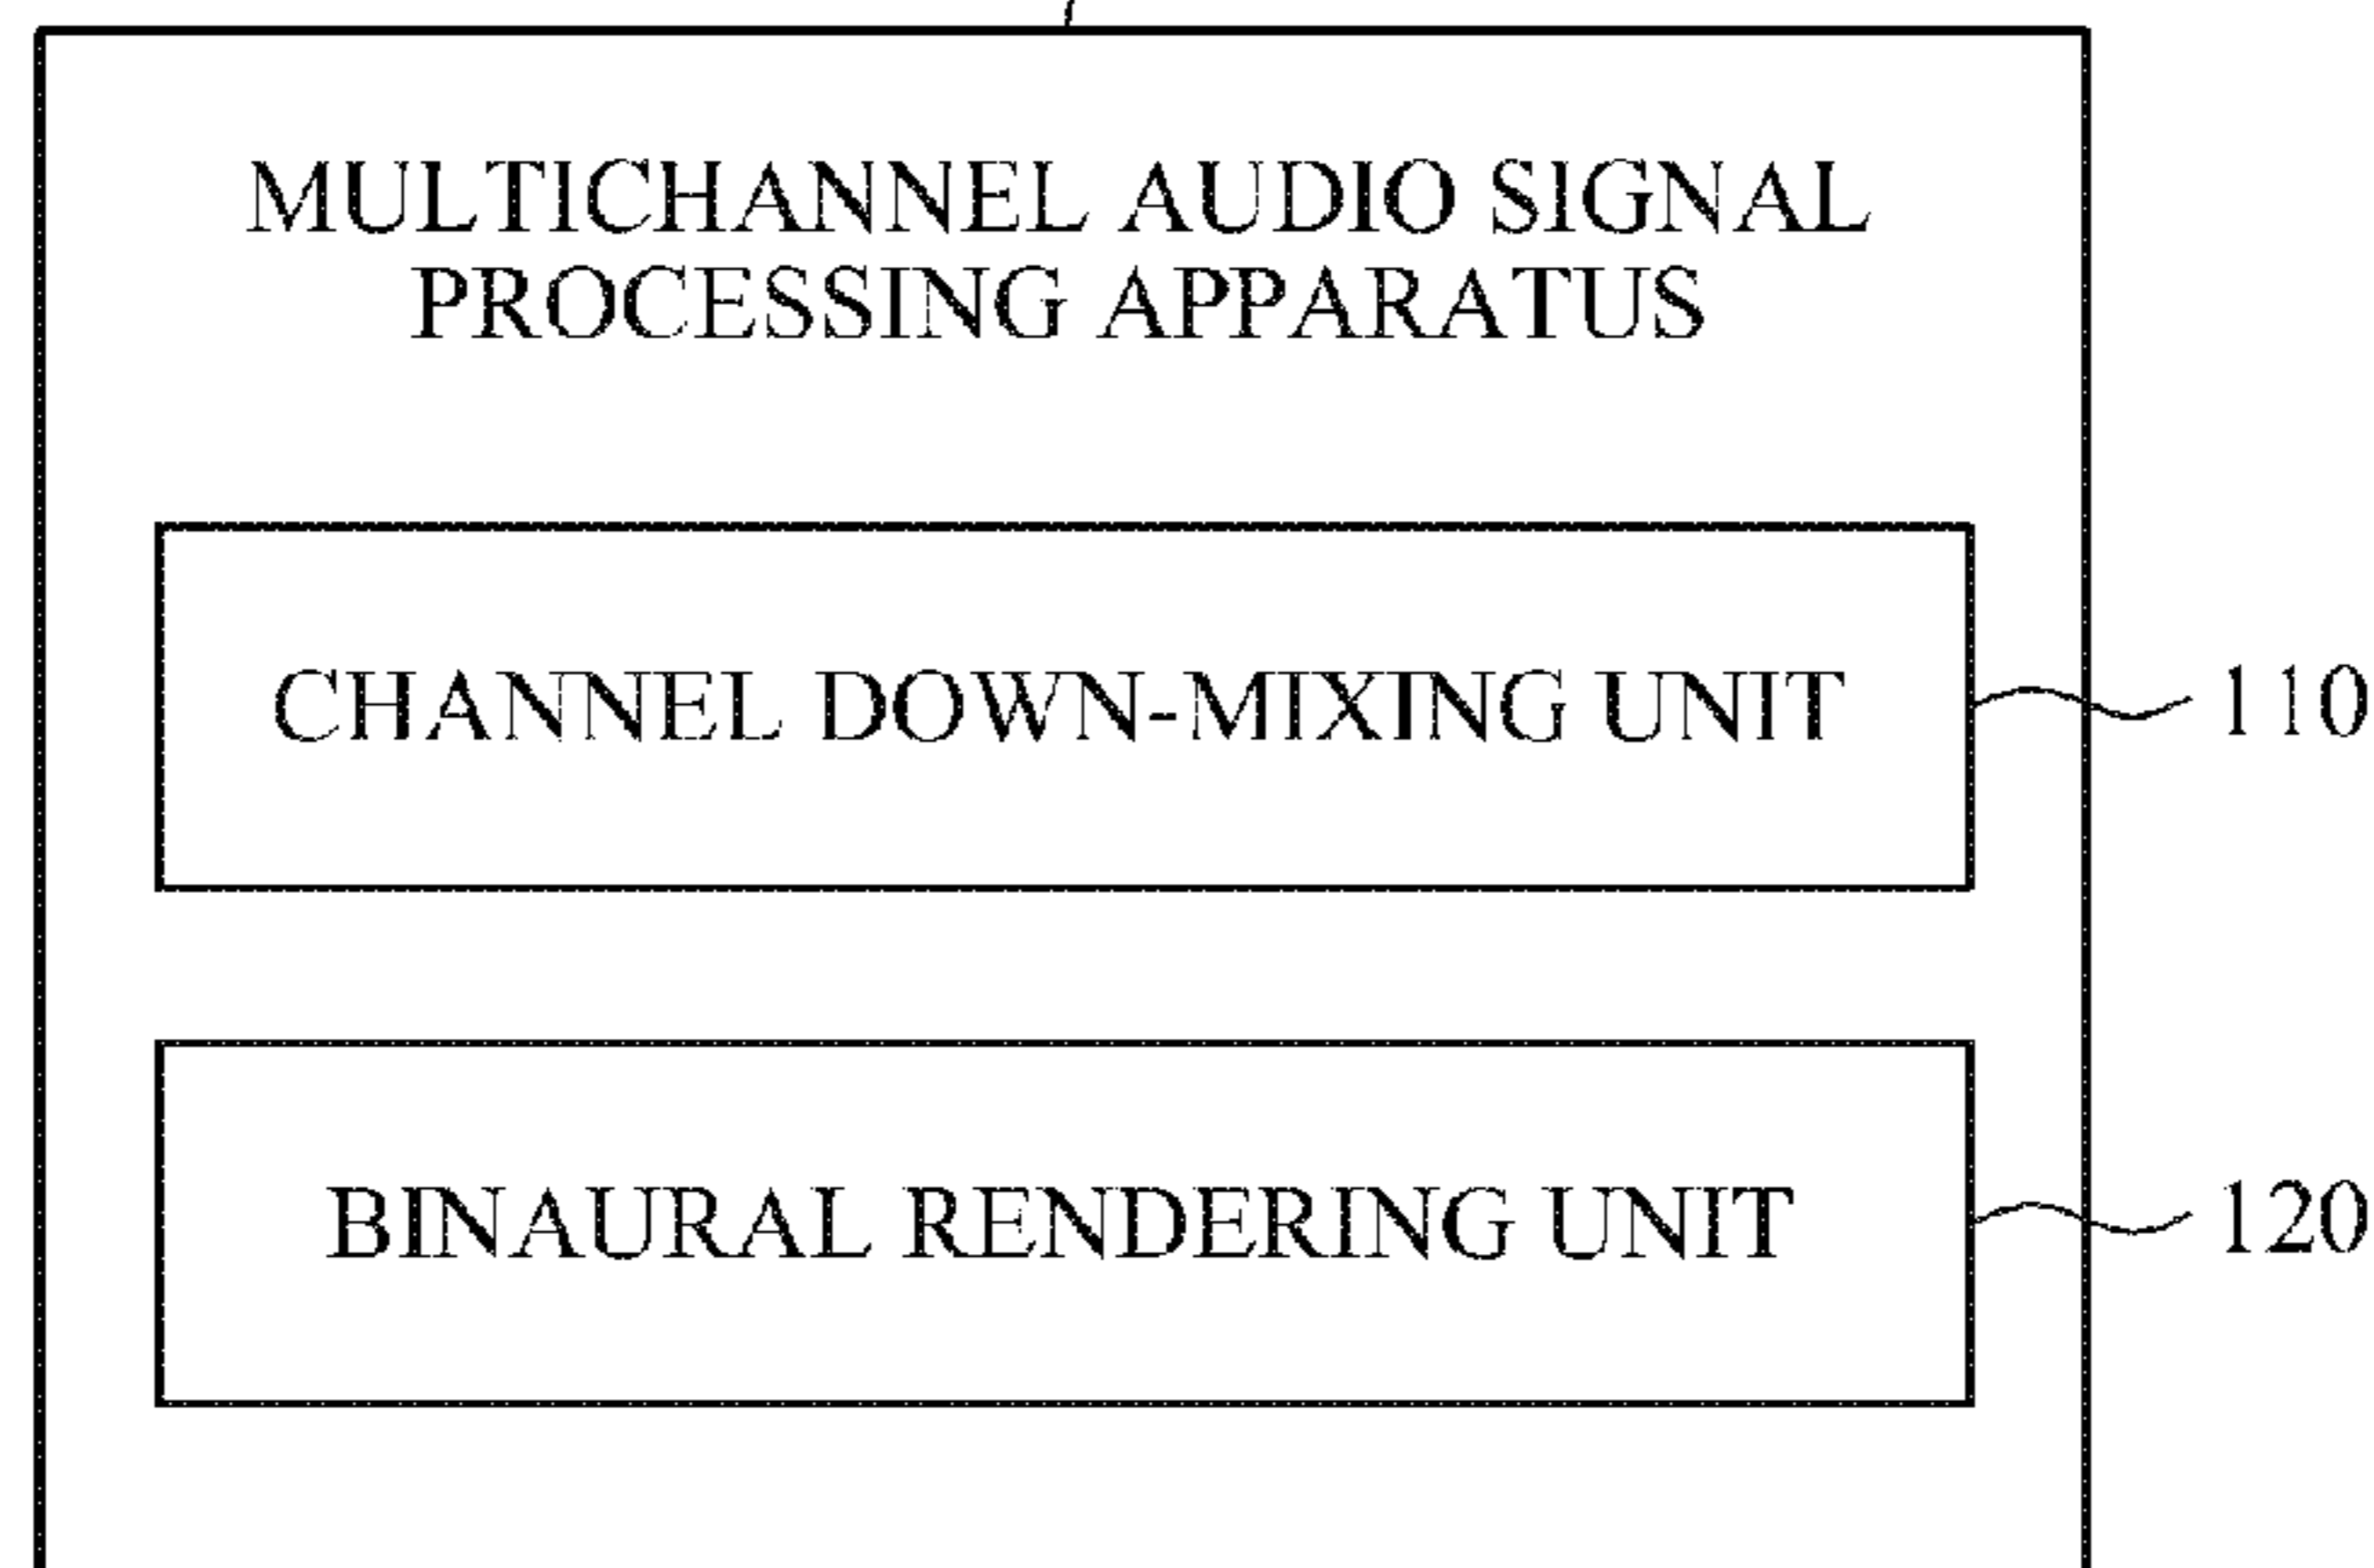 MULTICHANNEL AUDIO SIGNAL
PROCESSING APPARATUS
CHANNEL DOWN-MIXING UNIT
110
BINAURAL RENDERING UNIT
120